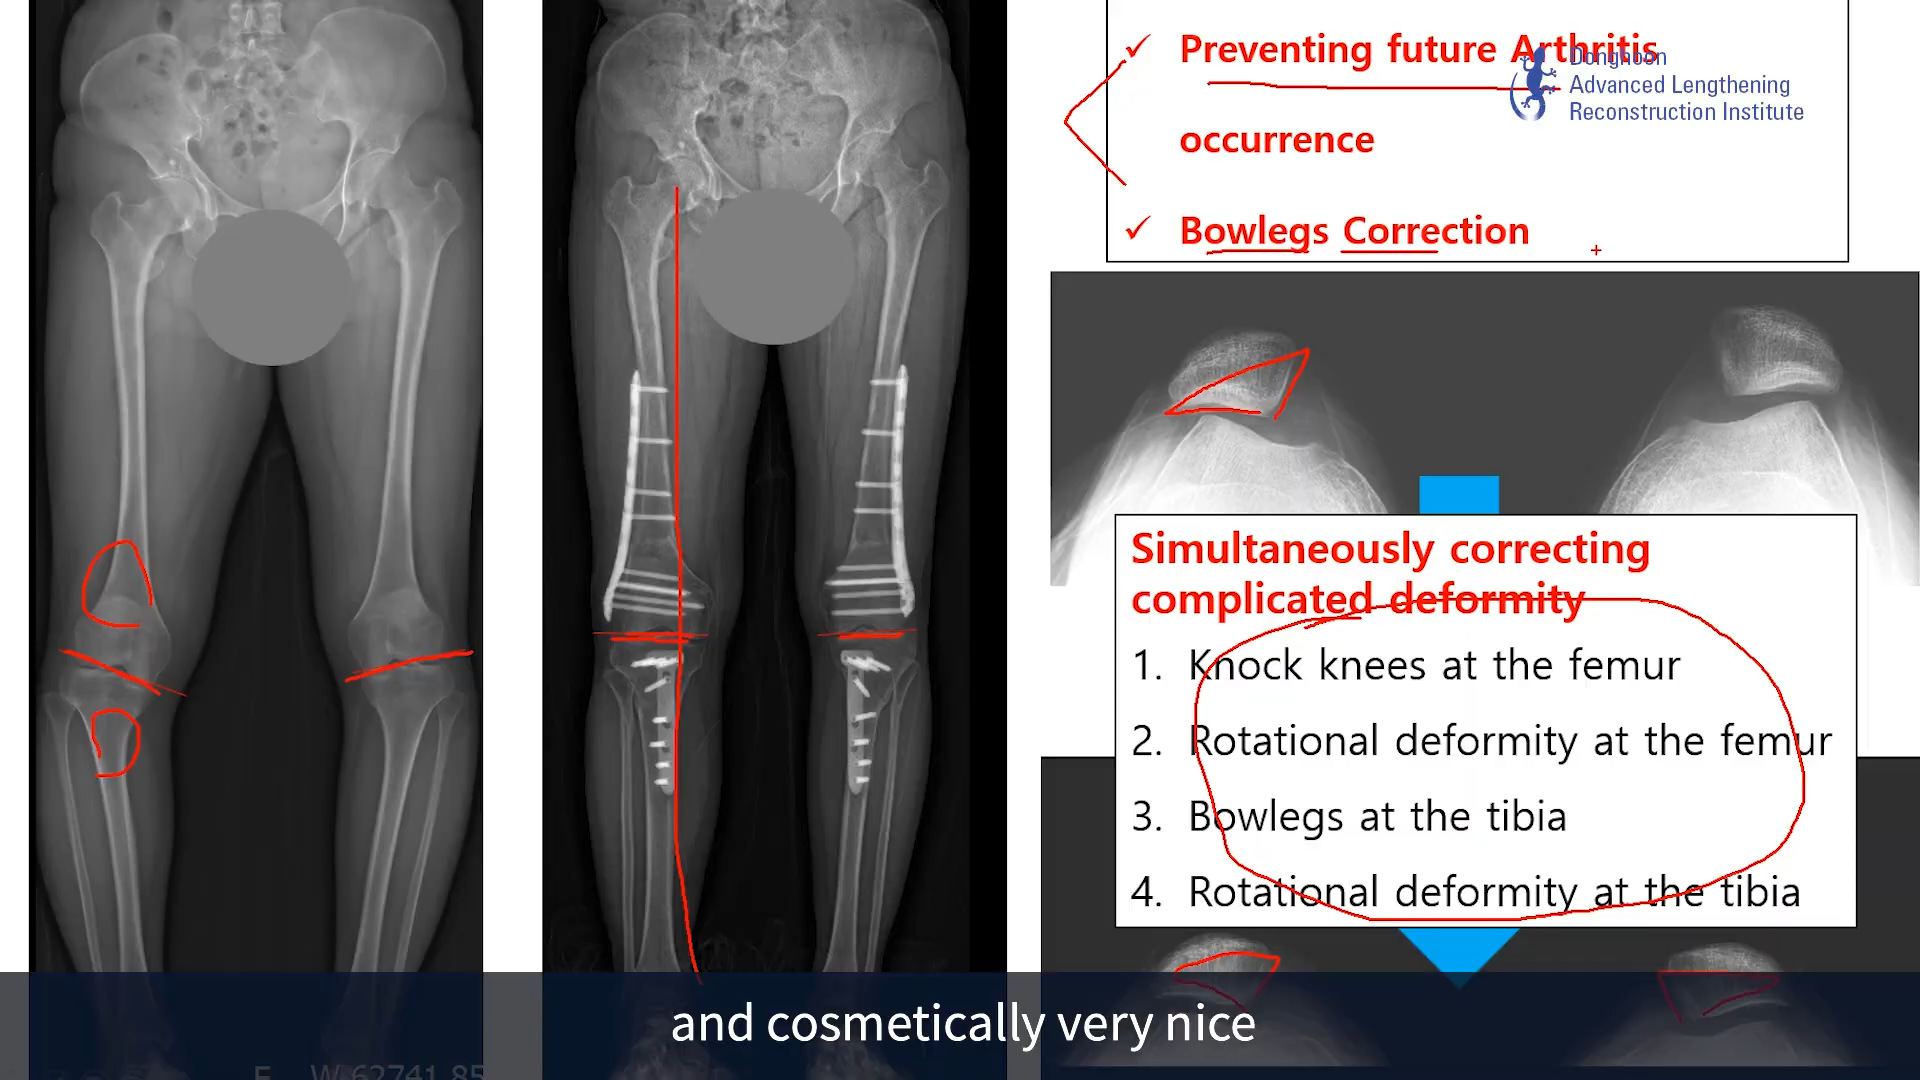 ✓ Preventing future Arthritis
occurrence
✓ Bowlegs Correction
Donghoon
Advanced Lengthening
Reconstruction Institute
Simultaneously correcting
complicated deformity
1. Knock knees at the femur
2. Rotational deformity at the femur
3. Bowlegs at the tibia
4. Rotational deformity at the tibia
and cosmetically very nice